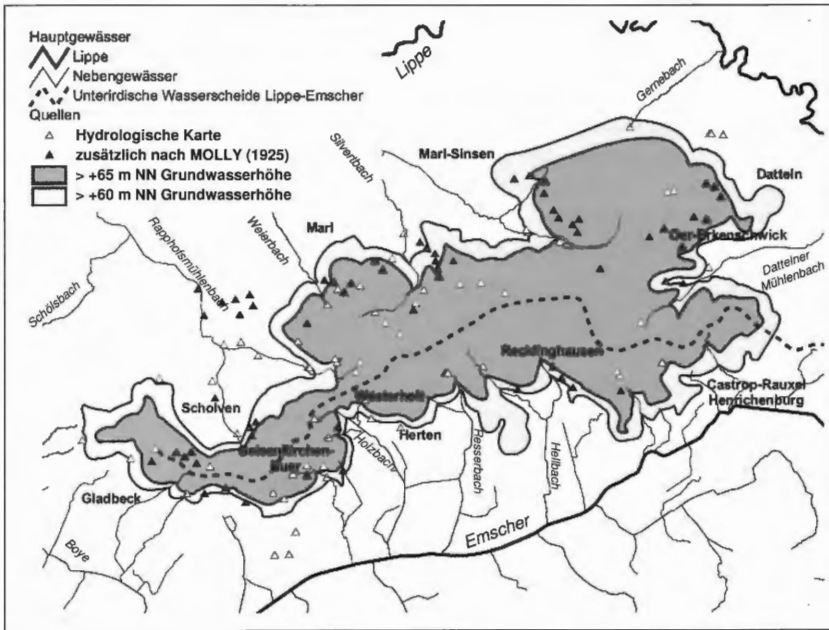 Hauptgewässer
Lippe
Nebengewässer
Unterirdische Wasserscheide Lippe-Emscher
Quellen
Hydrologische Karte
zusätzlich nach MOLLY (1925)
> +65 m NN Grundwasserhöhe
> +60 m NN Grundwasserhöhe
Lippe
Gernebach
Silvertbach
Marl-Sinsen
Datteln
Marl
Weierbach
Rapphofsmühlenbach
Schölsbach
Oer-Erkenschwick
Dattelner
Mühlenbach
Recklinghausen
Westerholt
Castrop-Rauxel
Henrichenburg
Scholven
Gelsenkirchen-
Buer
Holzbach
Herten
Resserbach
Hellbach
Gladbeck
Emscher
Boye